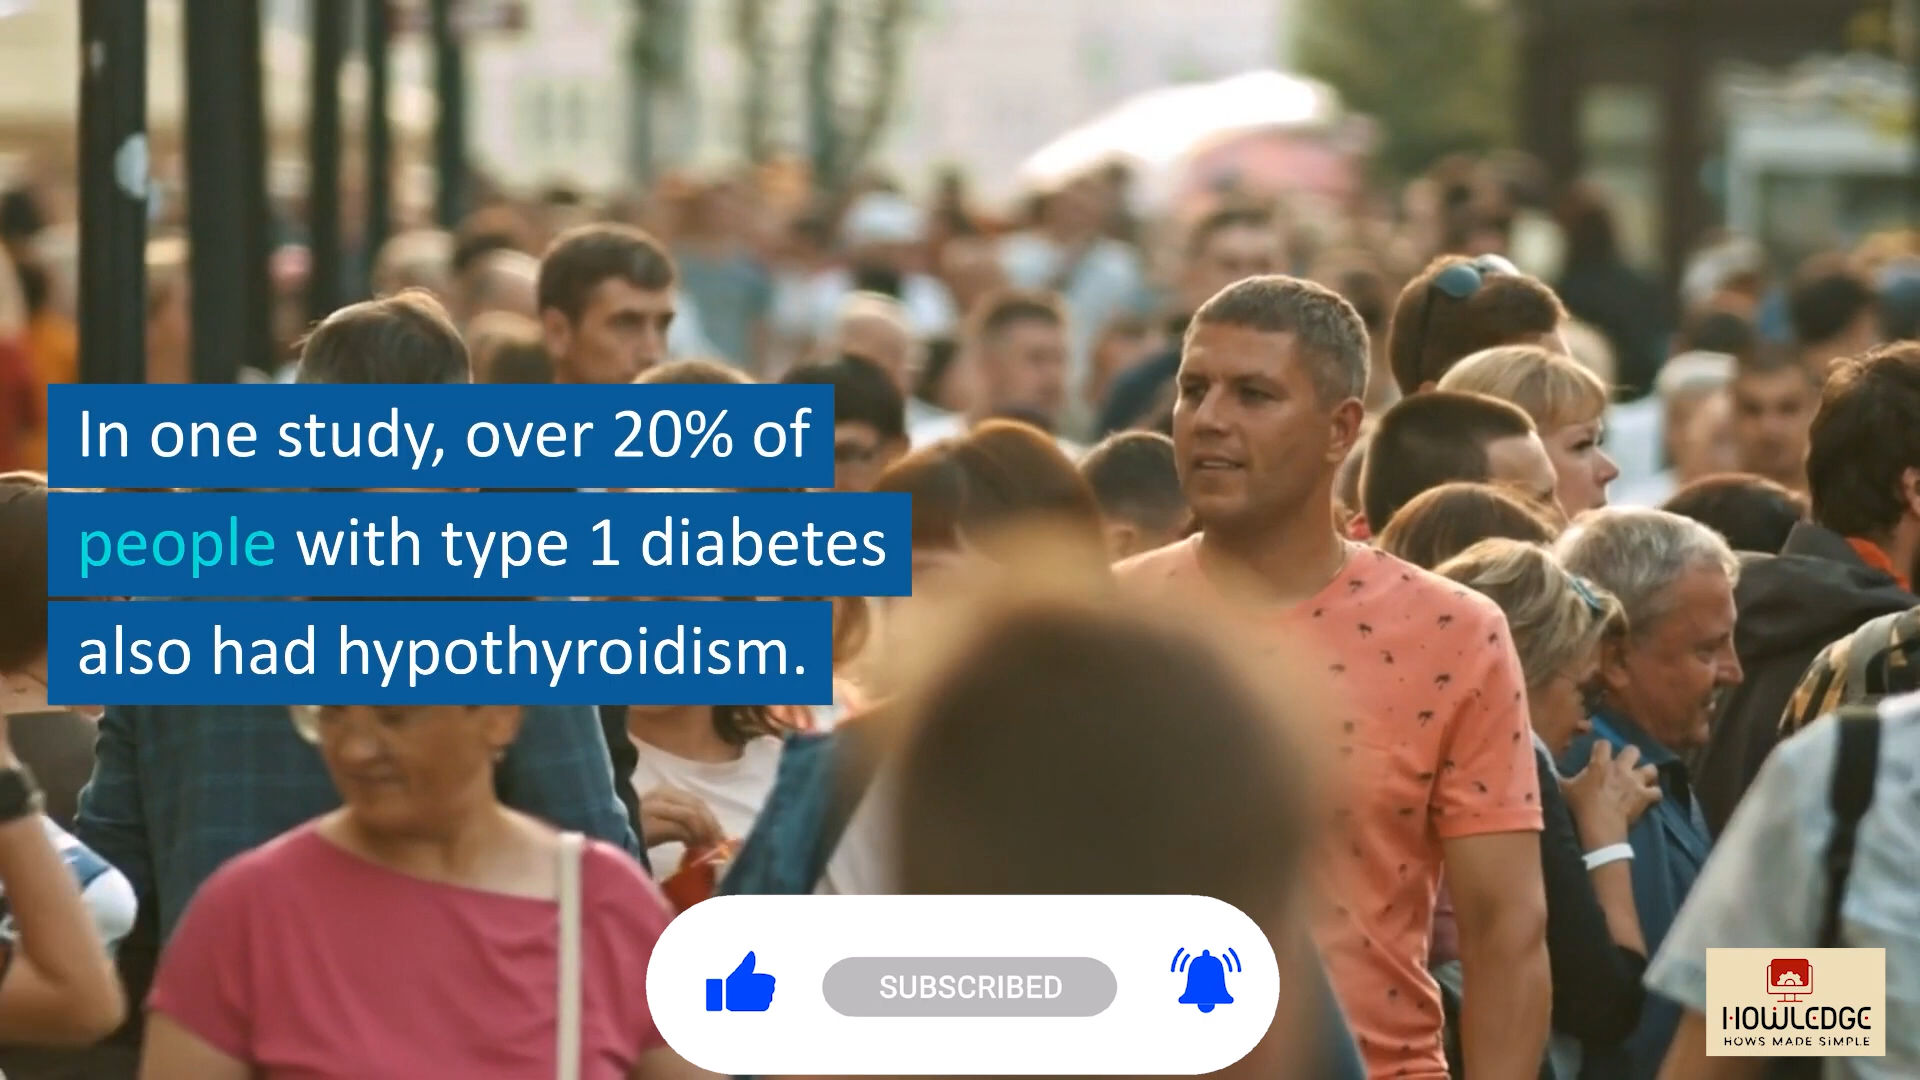 In one study, over 20% of
people with type 1 diabetes
also had hypothyroidism.
SUBSCRIBED
HOWLEDGE
HOWS MADE SIMPLE